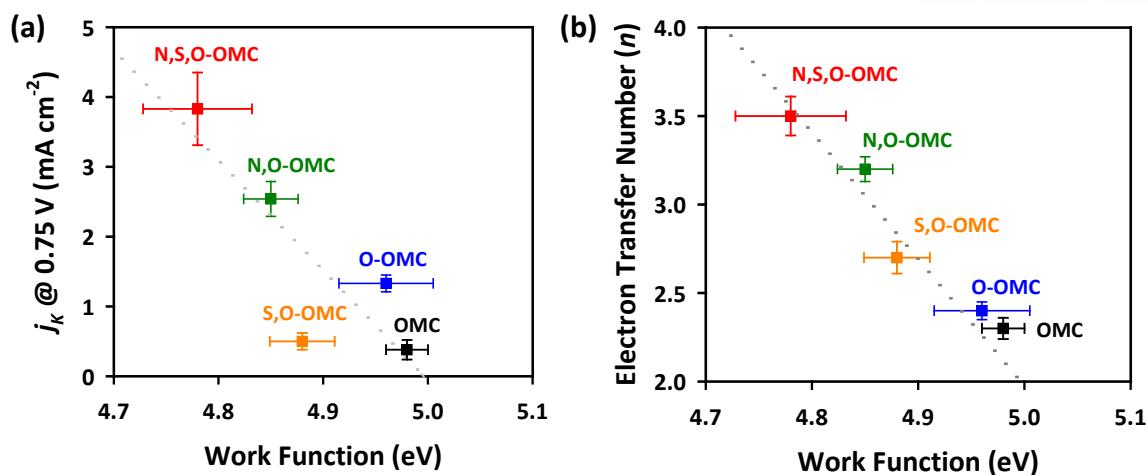 (a)
j_K @ 0.75 V (mA cm⁻²)
5
4
3
2
1
0
N,S,O-OMC
N,O-OMC
O-OMC
S,O-OMC
OMC
4.7 4.8 4.9 5.0 5.1
Work Function (eV)
(b)
Electron Transfer Number (n)
4.0
3.5
3.0
2.5
2.0
N,S,O-OMC
N,O-OMC
S,O-OMC
O-OMC
OMC
4.7 4.8 4.9 5.0 5.1
Work Function (eV)